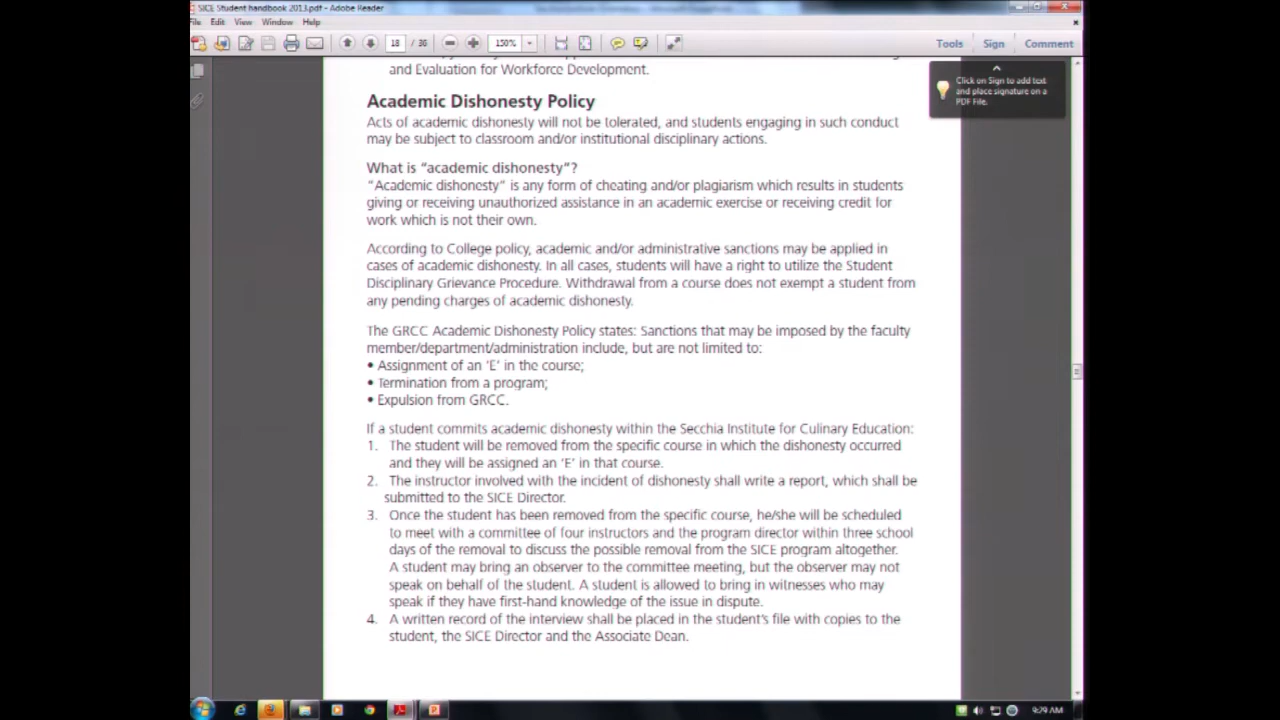 SICE Student handbook 2013.pdf - Adobe Reader
File Edit View Window Help
18 / 36 150% Tools Sign Comment
Click on Sign to add text
and place signature on a
PDF File.
and Evaluation for Workforce Development.
Academic Dishonesty Policy
Acts of academic dishonesty will not be tolerated, and students engaging in such conduct
may be subject to classroom and/or institutional disciplinary actions.
What is “academic dishonesty”?
“Academic dishonesty” is any form of cheating and/or plagiarism which results in students
giving or receiving unauthorized assistance in an academic exercise or receiving credit for
work which is not their own.
According to College policy, academic and/or administrative sanctions may be applied in
cases of academic dishonesty. In all cases, students will have a right to utilize the Student
Disciplinary Grievance Procedure. Withdrawal from a course does not exempt a student from
any pending charges of academic dishonesty.
The GRCC Academic Dishonesty Policy states: Sanctions that may be imposed by the faculty
member/department/administration include, but are not limited to:
• Assignment of an ‘E’ in the course;
• Termination from a program;
• Expulsion from GRCC.
If a student commits academic dishonesty within the Secchia Institute for Culinary Education:
1. The student will be removed from the specific course in which the dishonesty occurred
and they will be assigned an ‘E’ in that course.
2. The instructor involved with the incident of dishonesty shall write a report, which shall be
submitted to the SICE Director.
3. Once the student has been removed from the specific course, he/she will be scheduled
to meet with a committee of four instructors and the program director within three school
days of the removal to discuss the possible removal from the SICE program altogether.
A student may bring an observer to the committee meeting, but the observer may not
speak on behalf of the student. A student is allowed to bring in witnesses who may
speak if they have first-hand knowledge of the issue in dispute.
4. A written record of the interview shall be placed in the student’s file with copies to the
student, the SICE Director and the Associate Dean.
9:29 AM